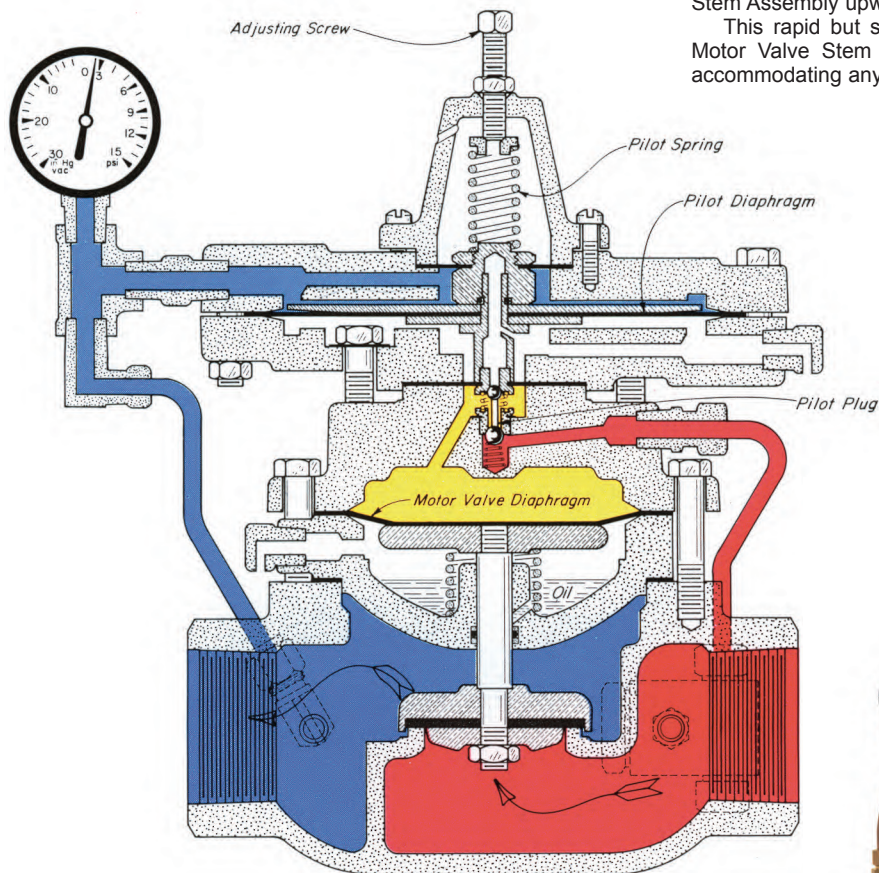 Stem Assembly upw
This rapid but s
Motor Valve Stem
accommodating any
Adjusting Screw
0
3
10
6
20
9
12
30
15
in Hg
vac
psi
Pilot Spring
Pilot Diaphragm
Pilot Plug
Motor Valve Diaphragm
Oil